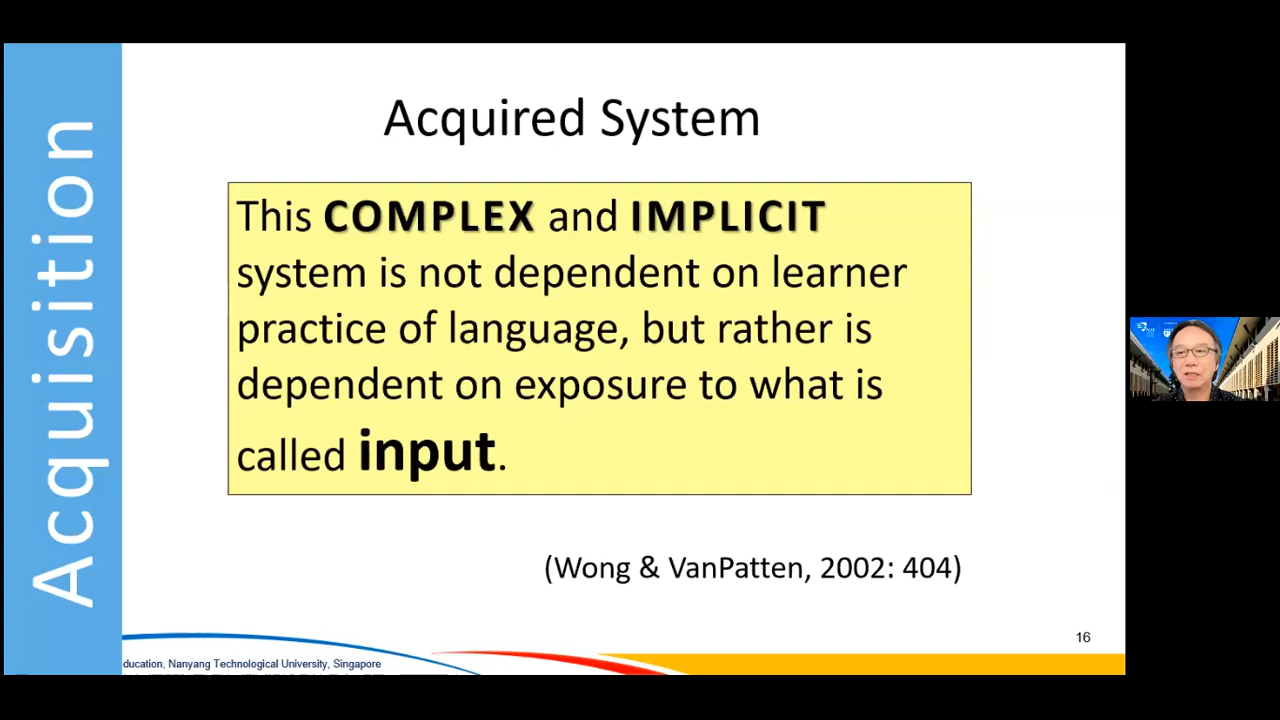 Acquisition
Acquired System
This COMPLEX and IMPLICIT
system is not dependent on learner
practice of language, but rather is
dependent on exposure to what is
called input.
(Wong & VanPatten, 2002: 404)
16
ducation, Nanyang Technological University, Singapore